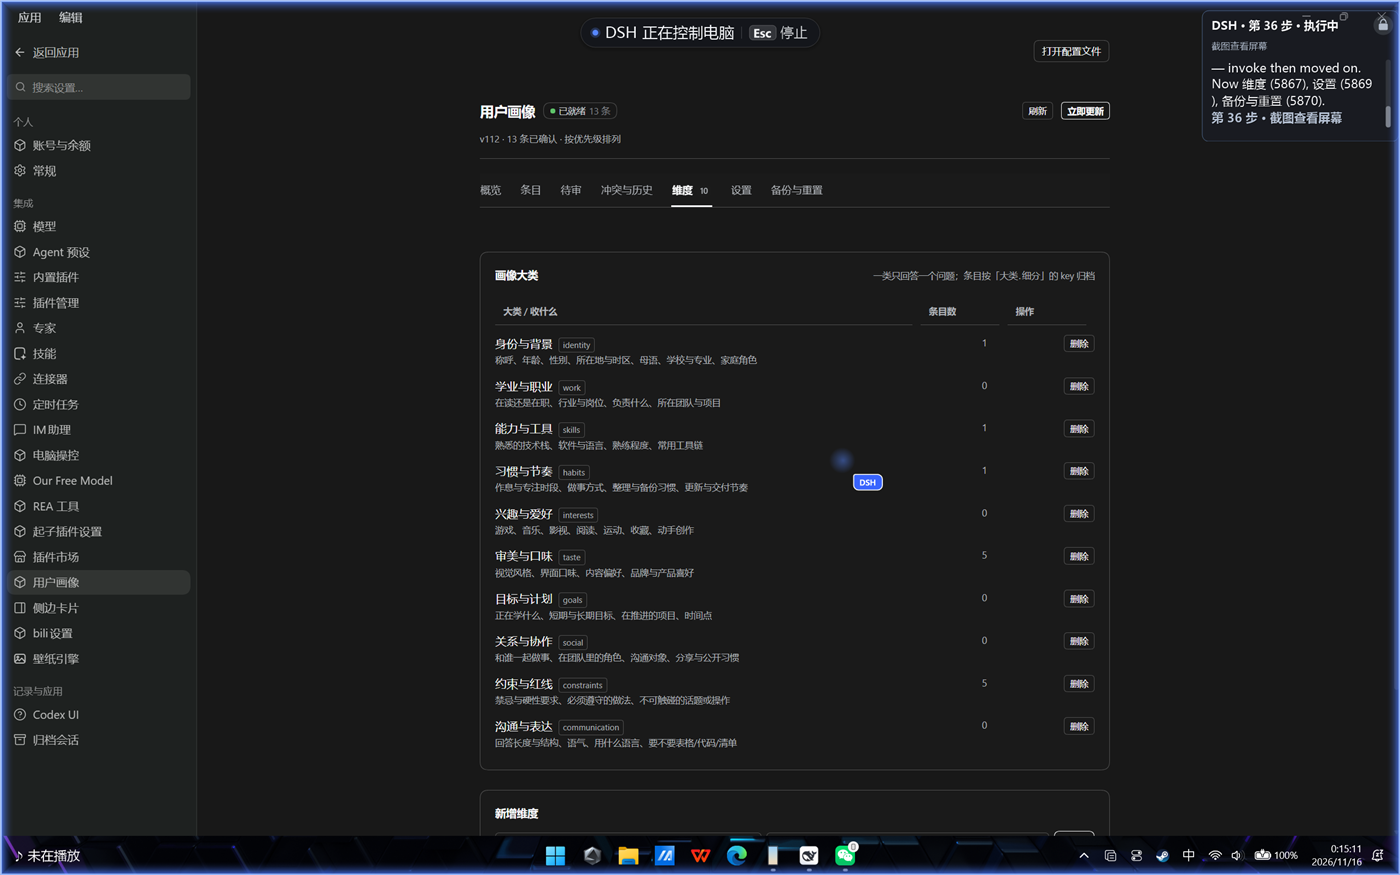 应用 编辑
DSH 正在控制电脑 Esc 停止
DSH • 第 36 步 • 执行中
截图查看屏幕
— invoke then moved on.
Now 维度 (5867), 设置 (5869
), 备份与重置 (5870).
第 36 步 • 截图查看屏幕
返回应用
搜索设置...
个人
账号与余额
常规
集成
模型
Agent 预设
内置插件
插件管理
专家
技能
连接器
定时任务
IM 助理
电脑操控
Our Free Model
REA 工具
起子插件设置
插件市场
用户画像
侧边卡片
bili 设置
壁纸引擎
记录与应用
Codex UI
归档会话
打开配置文件
用户画像 已就绪 13 条
刷新 立即更新
v112 · 13 条已确认 · 按优先级排列
概览 条目 待审 冲突与历史 维度 10 设置 备份与重置
画像大类
一类只回答一个问题；条目按「大类.细分」的 key 归档
大类 / 收什么 条目数 操作
身份与背景 identity 1 删除
称呼、年龄、性别、所在地与时区、母语、学校与专业、家庭角色
学业与职业 work 0 删除
在读还是在职、行业与岗位、负责什么、所在团队与项目
能力与工具 skills 1 删除
熟悉的技术栈、软件与语言、熟练程度、常用工具链
习惯与节奏 habits 1 删除
作息与专注时段、做事方式、整理与备份习惯、更新与交付节奏
DSH
兴趣与爱好 interests 0 删除
游戏、音乐、影视、阅读、运动、收藏、动手创作
审美与口味 taste 5 删除
视觉风格、界面口味、内容偏好、品牌与产品喜好
目标与计划 goals 0 删除
正在学什么、短期与长期目标、在推进的项目、时间点
关系与协作 social 0 删除
和谁一起做事、在团队里的角色、沟通对象、分享与公开习惯
约束与红线 constraints 5 删除
禁忌与硬性要求、必须遵守的做法、不可触碰的话题或操作
沟通与表达 communication 0 删除
回答长度与结构、语气、用什么语言、要不要表格/代码/清单
新增维度
未在播放
0
中
100%
0:15:11
2026/11/16